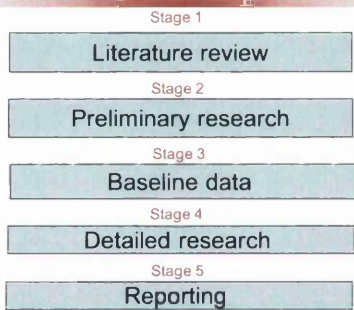 Stage 1
Literature review
Stage 2
Preliminary research
Stage 3
Baseline data
Stage 4
Detailed research
Stage 5
Reporting